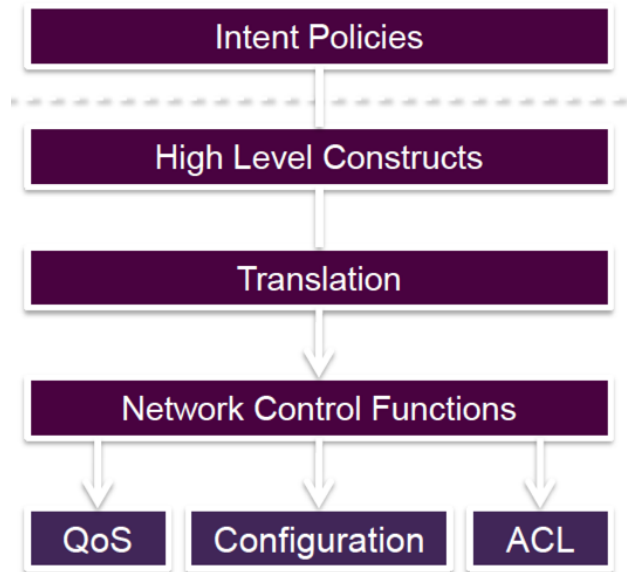 Intent Policies
High Level Constructs
Translation
Network Control Functions
QoS
Configuration
ACL